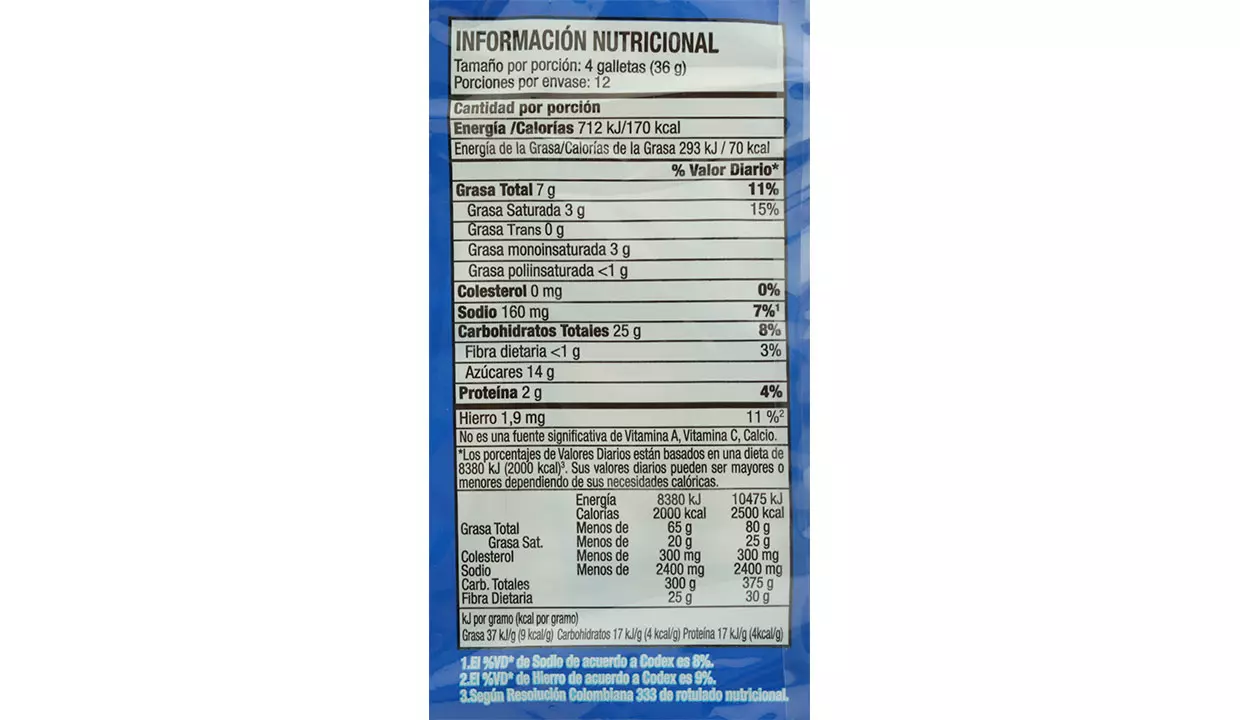 INFORMACIÓN NUTRICIONAL
Tamaño por porción: 4 galletas (36 g)
Porciones por envase: 12
Cantidad por porción
Energía /Calorías 712 kJ/170 kcal
Energía de la Grasa/Calorías de la Grasa 293 kJ / 70 kcal
% Valor Diario*
Grasa Total 7 g 11%
Grasa Saturada 3 g 15%
Grasa Trans 0 g
Grasa monoinsaturada 3 g
Grasa poliinsaturada <1 g
Colesterol 0 mg 0%
Sodio 160 mg 7%¹
Carbohidratos Totales 25 g 8%
Fibra dietaria <1 g 3%
Azúcares 14 g
Proteína 2 g 4%
Hierro 1,9 mg 11 %²
No es una fuente significativa de Vitamina A, Vitamina C, Calcio.
*Los porcentajes de Valores Diarios están basados en una dieta de
8380 kJ (2000 kcal)³. Sus valores diarios pueden ser mayores o
menores dependiendo de sus necesidades calóricas.
Energía 8380 kJ 10475 kJ
Calorías 2000 kcal 2500 kcal
Grasa Total Menos de 65 g 80 g
Grasa Sat. Menos de 20 g 25 g
Colesterol Menos de 300 mg 300 mg
Sodio Menos de 2400 mg 2400 mg
Carb. Totales 300 g 375 g
Fibra Dietaria 25 g 30 g
kJ por gramo (kcal por gramo)
Grasa 37 kJ/g (9 kcal/g) Carbohidratos 17 kJ/g (4 kcal/g) Proteína 17 kJ/g (4kcal/g)
1.El %VD* de Sodio de acuerdo a Codex es 8%.
2.El %VD* de Hierro de acuerdo a Codex es 9%.
3.Según Resolución Colombiana 333 de rotulado nutricional.